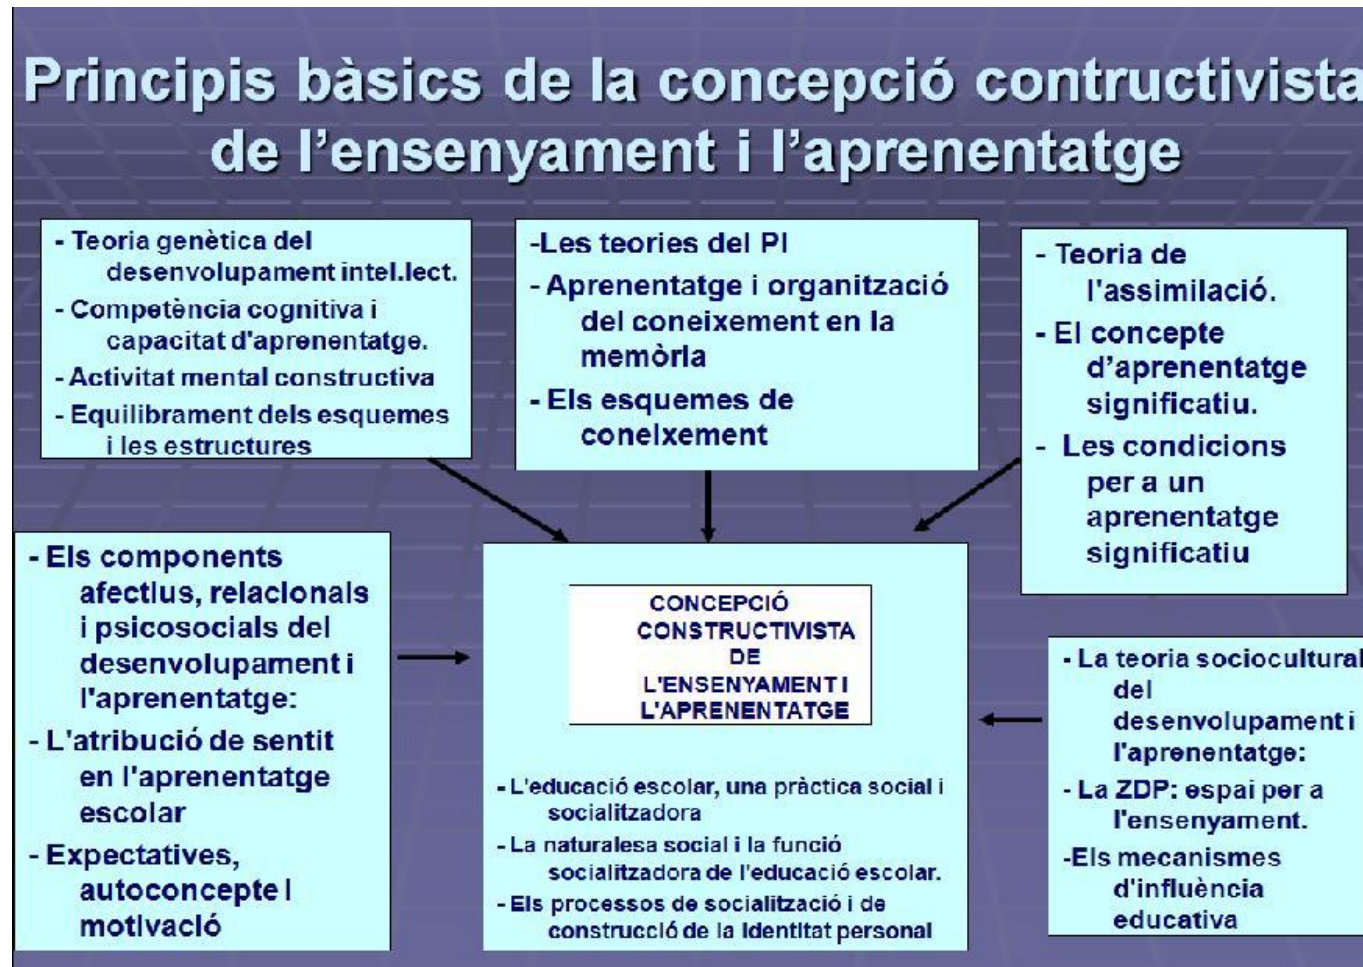 Principis bàsics de la concepció contructivista
de l’ensenyament i l’aprenentatge
- Teoria genètica del
desenvolupament intel.lect.
- Competència cognitiva i
capacitat d'aprenentatge.
- Activitat mental constructiva
- Equilibrament dels esquemes
i les estructures
-Les teories del PI
- Aprenentatge i organització
del coneixement en la
memòria
- Els esquemes de
coneixement
- Teoria de
l'assimilació.
- El concepte
d’aprenentatge
significatiu.
- Les condicions
per a un
aprenentatge
significatiu
- Els components
afectius, relacionals
i psicosocials del
desenvolupament i
l'aprenentatge:
- L'atribució de sentit
en l'aprenentatge
escolar
- Expectatives,
autoconcepte i
motivació
CONCEPCIÓ
CONSTRUCTIVISTA
DE
L'ENSENYAMENT I
L'APRENENTATGE
- L'educació escolar, una pràctica social i
socialitzadora
- La naturalesa social i la funció
socialitzadora de l'educació escolar.
- Els processos de socialització i de
construcció de la identitat personal
- La teoria sociocultural
del
desenvolupament i
l'aprenentatge:
- La ZDP: espai per a
l'ensenyament.
-Els mecanismes
d'influència
educativa